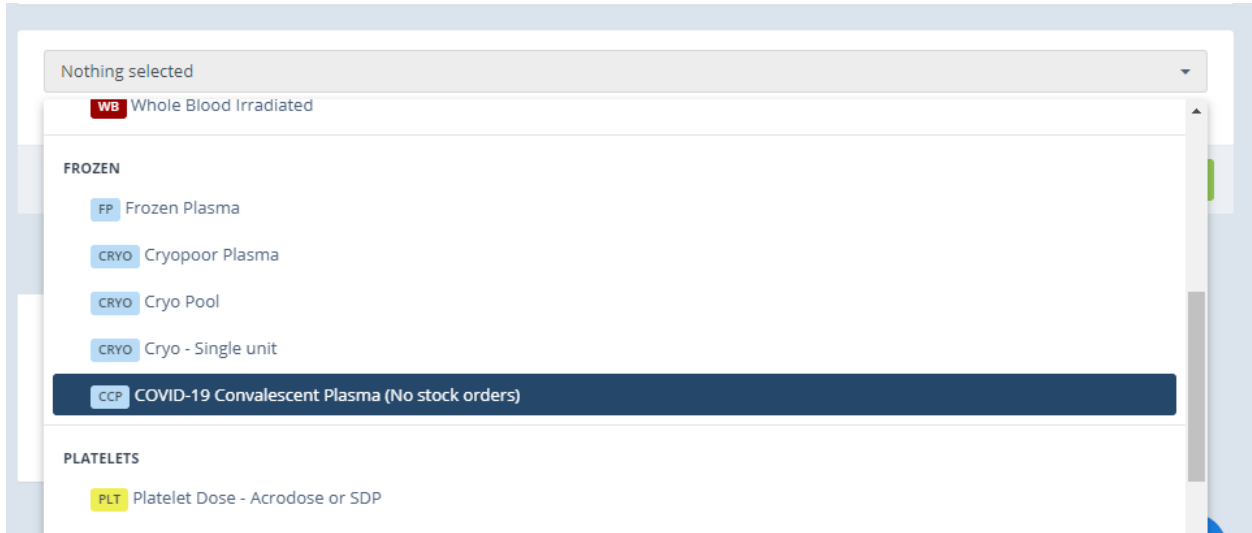 Nothing selected
WB Whole Blood Irradiated
FROZEN
FP Frozen Plasma
CRYO Cryopoor Plasma
CRYO Cryo Pool
CRYO Cryo - Single unit
CCP COVID-19 Convalescent Plasma (No stock orders)
PLATELETS
PLT Platelet Dose - Acrodose or SDP